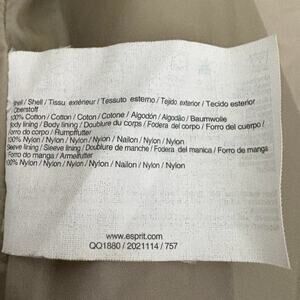 Shell / Shell / Tissu extérieur / Tessuto esterno / Tejido exterior / Tecido exterior
Oberstoff
100% Cotton / Cotton / Coton / Cotone / Algodón / Algodão / Baumwolle
Body lining / Body lining / Doublure du corps / Fodera del corpo / Forro del cuerpo /
Forro do corpo / Rumpffutter
100% Nylon / Nylon / Nylon / Nylon / Nailon / Nylon / Nylon
Sleeve lining / Sleeve lining / Doublure de manche / Fodera del manica / Forro de manga
Forro do manga / Ärmelfutter
100% Nylon / Nylon / Nylon / Nylon / Nailon / Nylon / Nylon
www.esprit.com
QQ1880 / 2021114 / 757